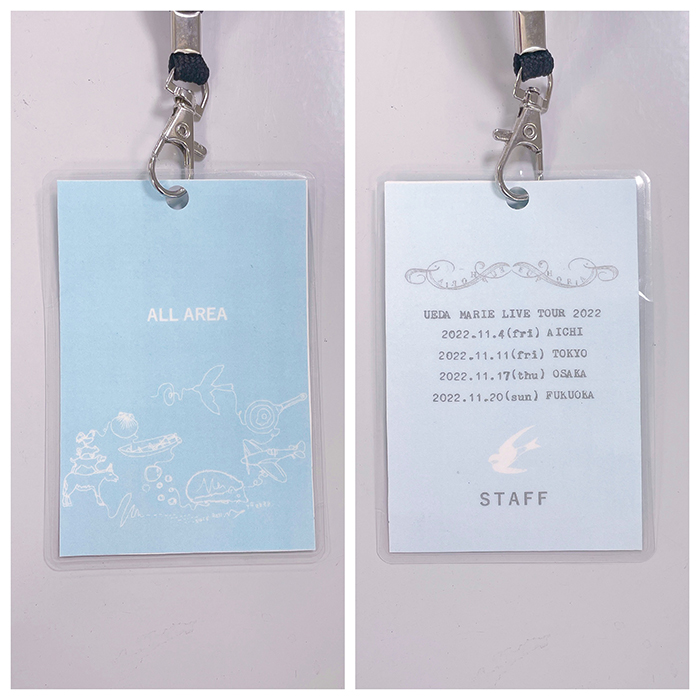 ALL AREA
UEDA MARIE LIVE TOUR 2022
2022.11.4(fri) AICHI
2022.11.11(fri) TOKYO
2022.11.17(thu) OSAKA
2022.11.20(sun) FUKUOKA
STAFF